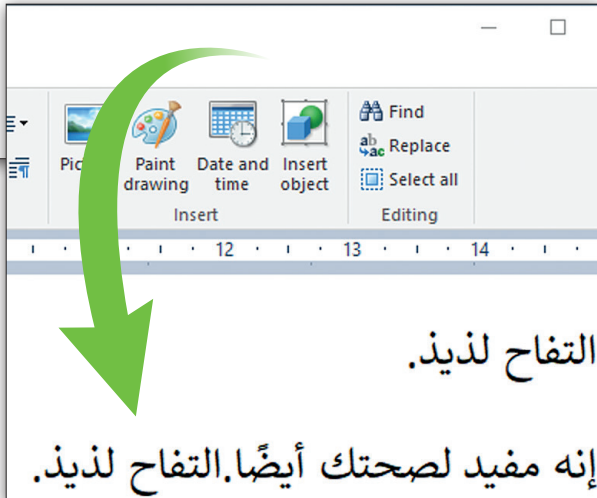 Paint drawing
Date and time
Insert object
Find
Replace
Select all
Insert
Editing
12 13 14
التفاح لذيذ.
إنه مفيد لصحتك أيضًا.التفاح لذيذ.